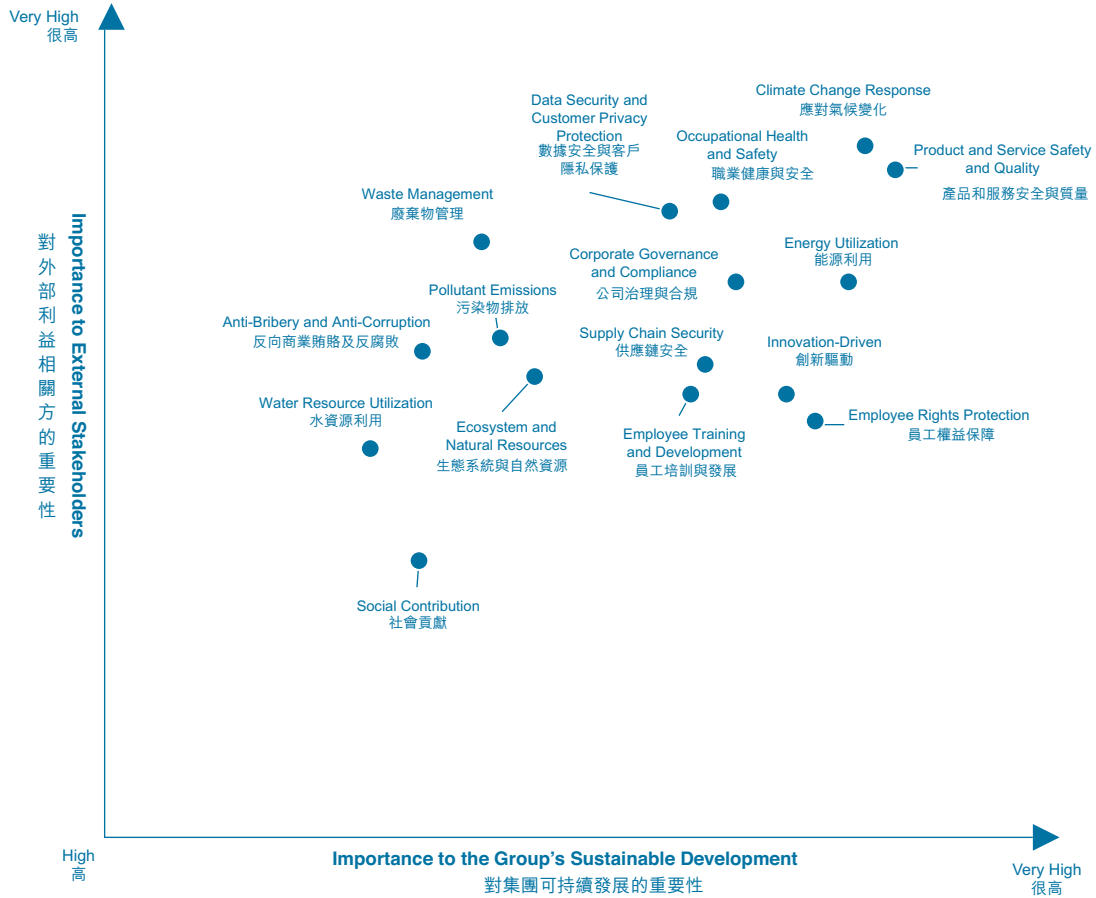 Very High
很高
Climate Change Response
應對氣候變化
Data Security and
Customer Privacy
Protection
數據安全與客戶
隱私保護
Occupational Health
and Safety
職業健康與安全
Product and Service Safety
and Quality
產品和服務安全與質量
Waste Management
廢棄物管理
Energy Utilization
能源利用
Corporate Governance
and Compliance
公司治理與合規
Pollutant Emissions
污染物排放
Anti-Bribery and Anti-Corruption
反向商業賄賂及反腐敗
Supply Chain Security
供應鏈安全
Innovation-Driven
創新驅動
Water Resource Utilization
水資源利用
Ecosystem and
Natural Resources
生態系統與自然資源
Employee Training
and Development
員工培訓與發展
Employee Rights Protection
員工權益保障
Social Contribution
社會貢獻
Importance to External Stakeholders
對外部利益相關方的重要性
High
高
Importance to the Group’s Sustainable Development
對集團可持續發展的重要性
Very High
很高